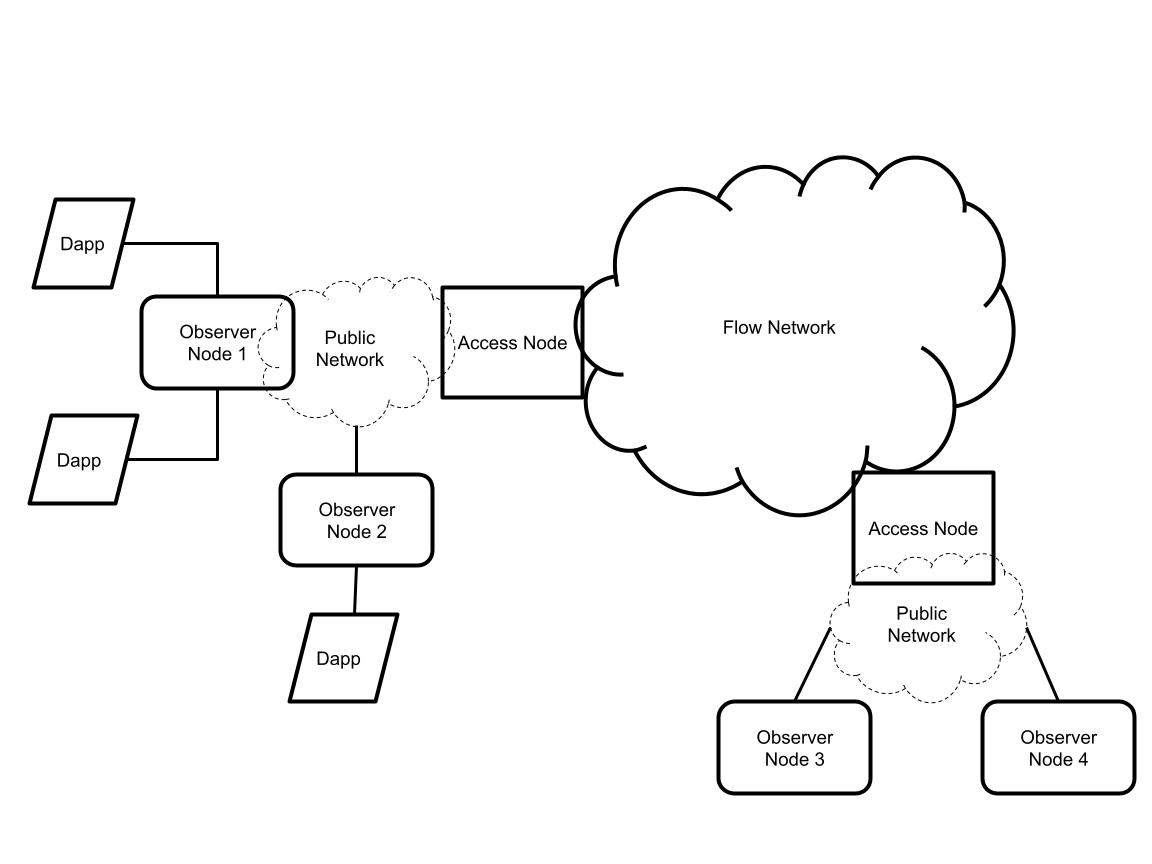 Dapp
Observer
Node 1
Public
Network
Access Node
Flow Network
Dapp
Observer
Node 2
Dapp
Access Node
Public
Network
Observer
Node 3
Observer
Node 4